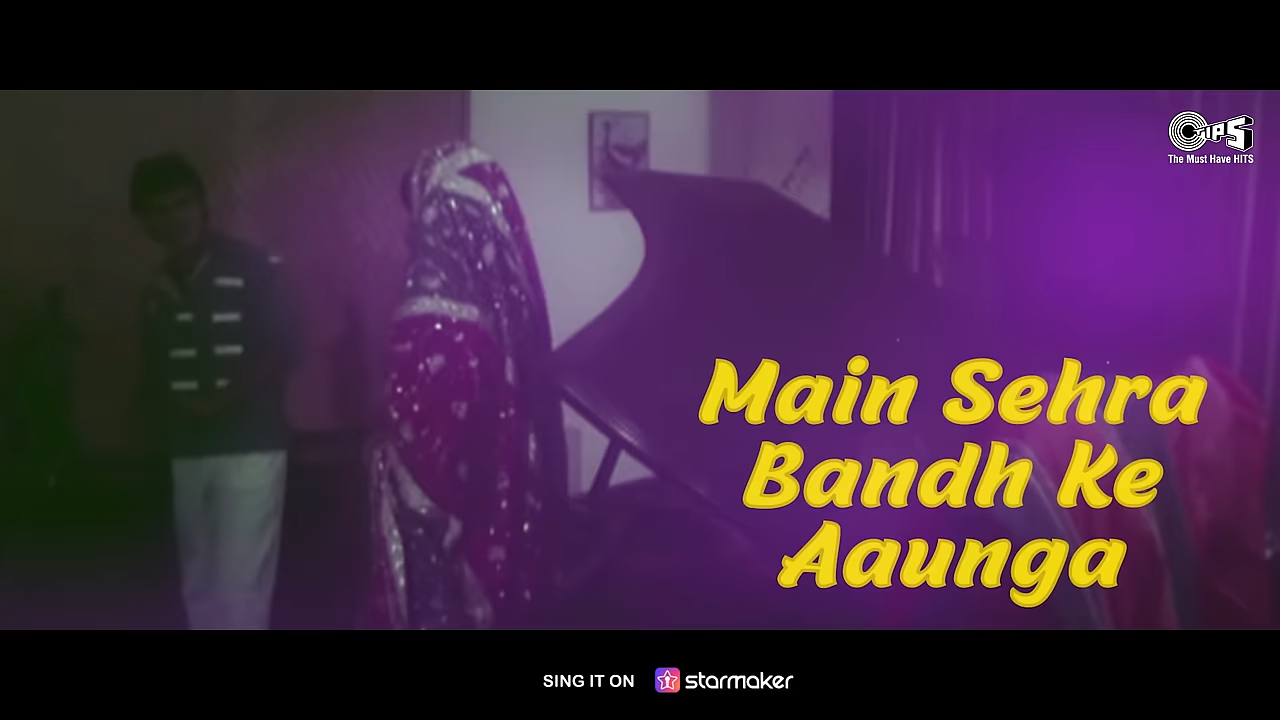 TIPS
The Must Have HITS
Main Sehra
Bandh Ke
Aaunga
SING IT ON starmaker